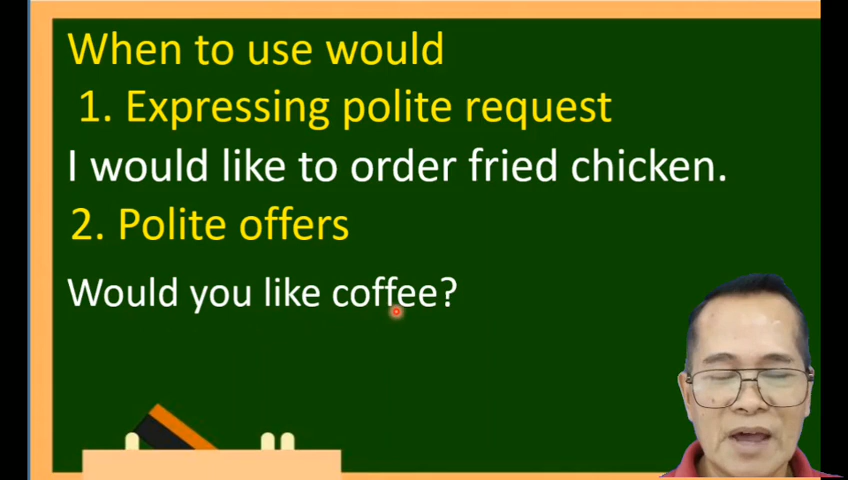 When to use would
1. Expressing polite request
I would like to order fried chicken.
2. Polite offers
Would you like coffee?